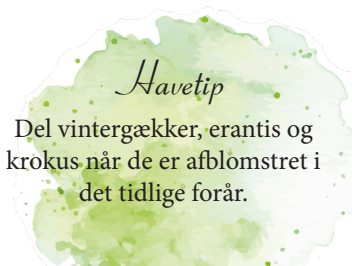 Havetip
Del vintergækker, erantis og
krokus når de er afblomstret i
det tidlige forår.